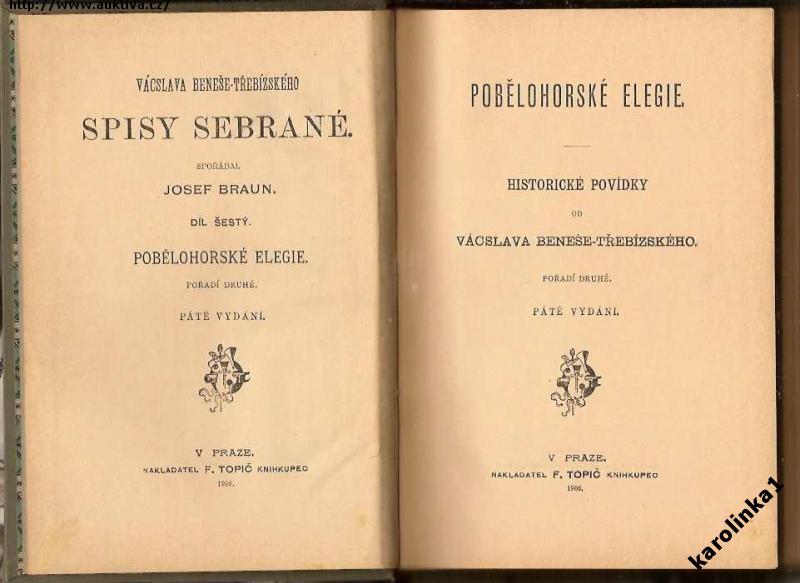 http://www.auktiva.cz/
VÁCSLAVA BENEŠE-TŘEBÍZSKÉHO
SPISY SEBRANÉ.
SPOŘÁDAL
JOSEF BRAUN.
DÍL ŠESTÝ.
POBĚLOHORSKÉ ELEGIE.
POŘADÍ DRUHÉ.
PÁTÉ VYDÁNÍ.
V PRAZE.
NAKLADATEL F. TOPIČ KNIHKUPEC
1906.
POBĚLOHORSKÉ ELEGIE.
HISTORICKÉ POVÍDKY
OD
VÁCSLAVA BENEŠE-TŘEBÍZSKÉHO.
POŘADÍ DRUHÉ.
PÁTÉ VYDÁNÍ.
V PRAZE.
NAKLADATEL F. TOPIČ KNIHKUPEC
1906.
karolinka1